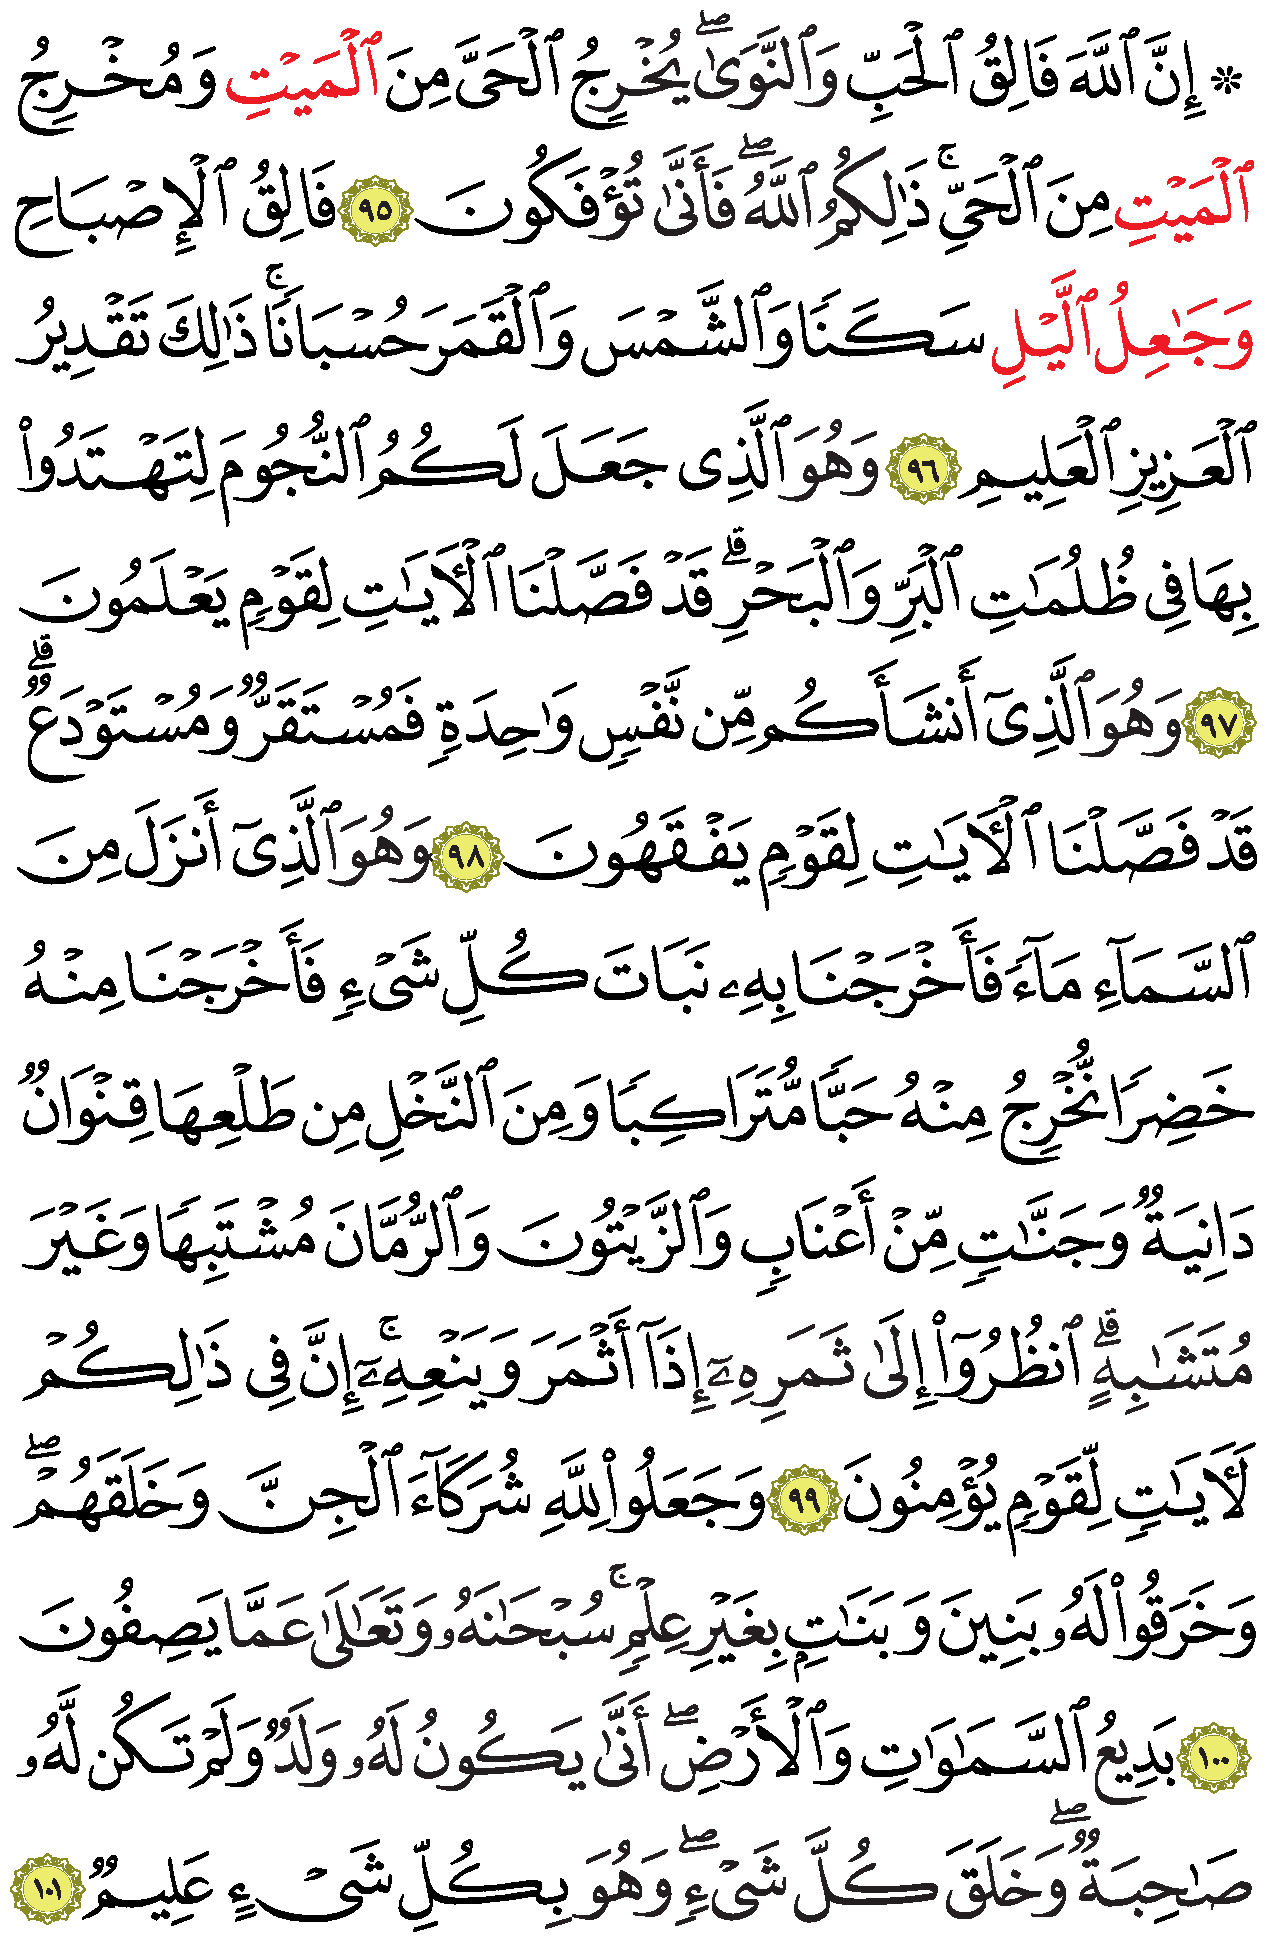 ۞ إِنَّ ٱللَّهَ فَالِقُ ٱلْحَبِّ وَٱلنَّوَىٰۖ يُخْرِجُ ٱلْحَىَّ مِنَ ٱلْمَيْتِ وَمُخْرِجُ
ٱلْمَيْتِ مِنَ ٱلْحَىِّۚ ذَٰلِكُمُ ٱللَّهُۖ فَأَنَّىٰ تُؤْفَكُونَ ٩٥ فَالِقُ ٱلْإِصْبَاحِ
وَجَٰعِلُ ٱلَّيْلِ سَكَنًا وَٱلشَّمْسَ وَٱلْقَمَرَ حُسْبَانًاۚ ذَٰلِكَ تَقْدِيرُ
ٱلْعَزِيزِ ٱلْعَلِيمِ ٩٦ وَهُوَ ٱلَّذِى جَعَلَ لَكُمُ ٱلنُّجُومَ لِتَهْتَدُوا۟
بِهَا فِى ظُلُمَٰتِ ٱلْبَرِّ وَٱلْبَحْرِۗ قَدْ فَصَّلْنَا ٱلْءَايَٰتِ لِقَوْمٍ يَعْلَمُونَ
٩٧ وَهُوَ ٱلَّذِىٓ أَنشَأَكُم مِّن نَّفْسٍ وَٰحِدَةٍ فَمُسْتَقَرٌّ وَمُسْتَوْدَعٌۗ
قَدْ فَصَّلْنَا ٱلْءَايَٰتِ لِقَوْمٍ يَفْقَهُونَ ٩٨ وَهُوَ ٱلَّذِىٓ أَنزَلَ مِنَ
ٱلسَّمَآءِ مَآءً فَأَخْرَجْنَا بِهِۦ نَبَاتَ كُلِّ شَىْءٍ فَأَخْرَجْنَا مِنْهُ
خَضِرًا نُّخْرِجُ مِنْهُ حَبًّا مُّتَرَاكِبًا وَمِنَ ٱلنَّخْلِ مِن طَلْعِهَا قِنْوَانٌ
دَانِيَةٌ وَجَنَّٰتٍ مِّنْ أَعْنَابٍ وَٱلزَّيْتُونَ وَٱلرُّمَّانَ مُشْتَبِهًا وَغَيْرَ
مُتَشَٰبِهٍۗ ٱنظُرُوٓا۟ إِلَىٰ ثَمَرِهِۦٓ إِذَآ أَثْمَرَ وَيَنْعِهِۦٓۚ إِنَّ فِى ذَٰلِكُمْ
لَءَايَٰتٍ لِّقَوْمٍ يُؤْمِنُونَ ٩٩ وَجَعَلُوا۟ لِلَّهِ شُرَكَآءَ ٱلْجِنَّ وَخَلَقَهُمْۖ
وَخَرَقُوا۟ لَهُۥ بَنِينَ وَبَنَٰتٍۭ بِغَيْرِ عِلْمٍۚ سُبْحَٰنَهُۥ وَتَعَٰلَىٰ عَمَّا يَصِفُونَ
١٠٠ بَدِيعُ ٱلسَّمَٰوَٰتِ وَٱلْأَرْضِۖ أَنَّىٰ يَكُونُ لَهُۥ وَلَدٌ وَلَمْ تَكُن لَّهُۥ
صَٰحِبَةٌۖ وَخَلَقَ كُلَّ شَىْءٍۖ وَهُوَ بِكُلِّ شَىْءٍ عَلِيمٌ ١٠١